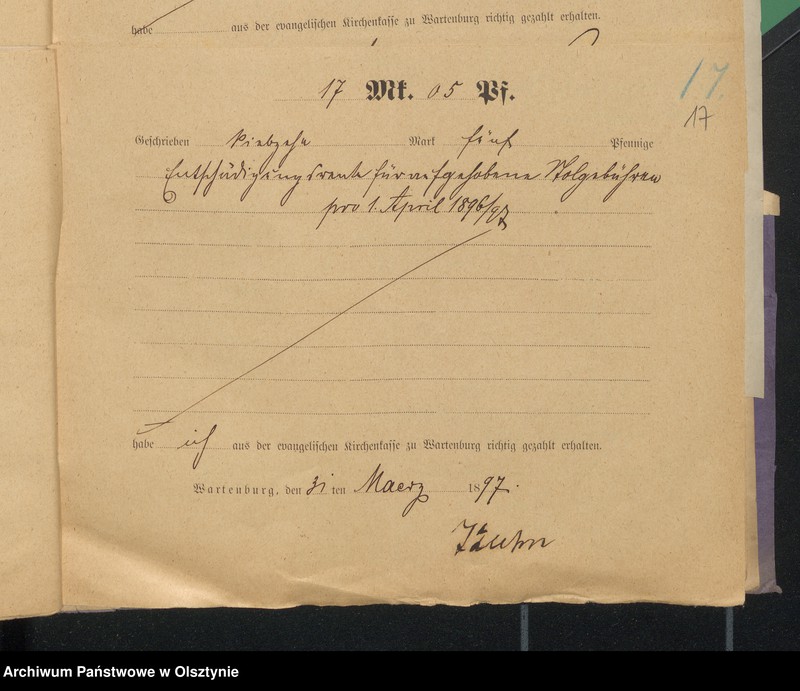 habe aus der evangelischen Kirchenkasse zu Wartenburg richtig gezahlt erhalten.
17 Mk. 05 Pf.
17.
17
Geschrieben Siebzehn Mark fünf Pfennige
Entschädigungsrente für aufgehobene Stolgebühren
pro 1. April 1896/97
habe ich aus der evangelischen Kirchenkasse zu Wartenburg richtig gezahlt erhalten.
Wartenburg, den 31 ten Maerz 1897.
Archiwum Państwowe w Olsztynie